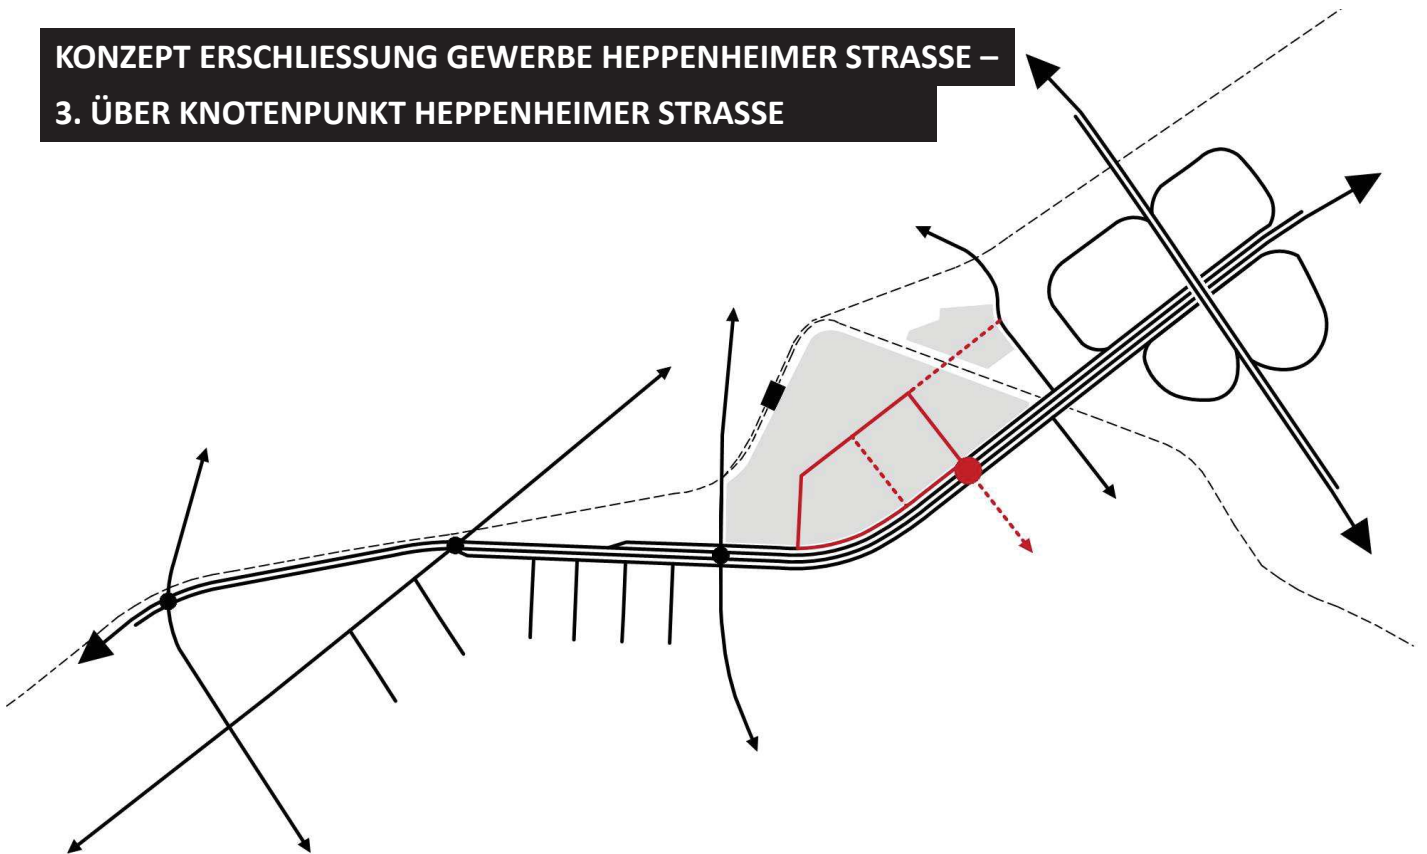 KONZEPT ERSCHLIESSUNG GEWERBE HEPPENHEIMER STRASSE –
3. ÜBER KNOTENPUNKT HEPPENHEIMER STRASSE